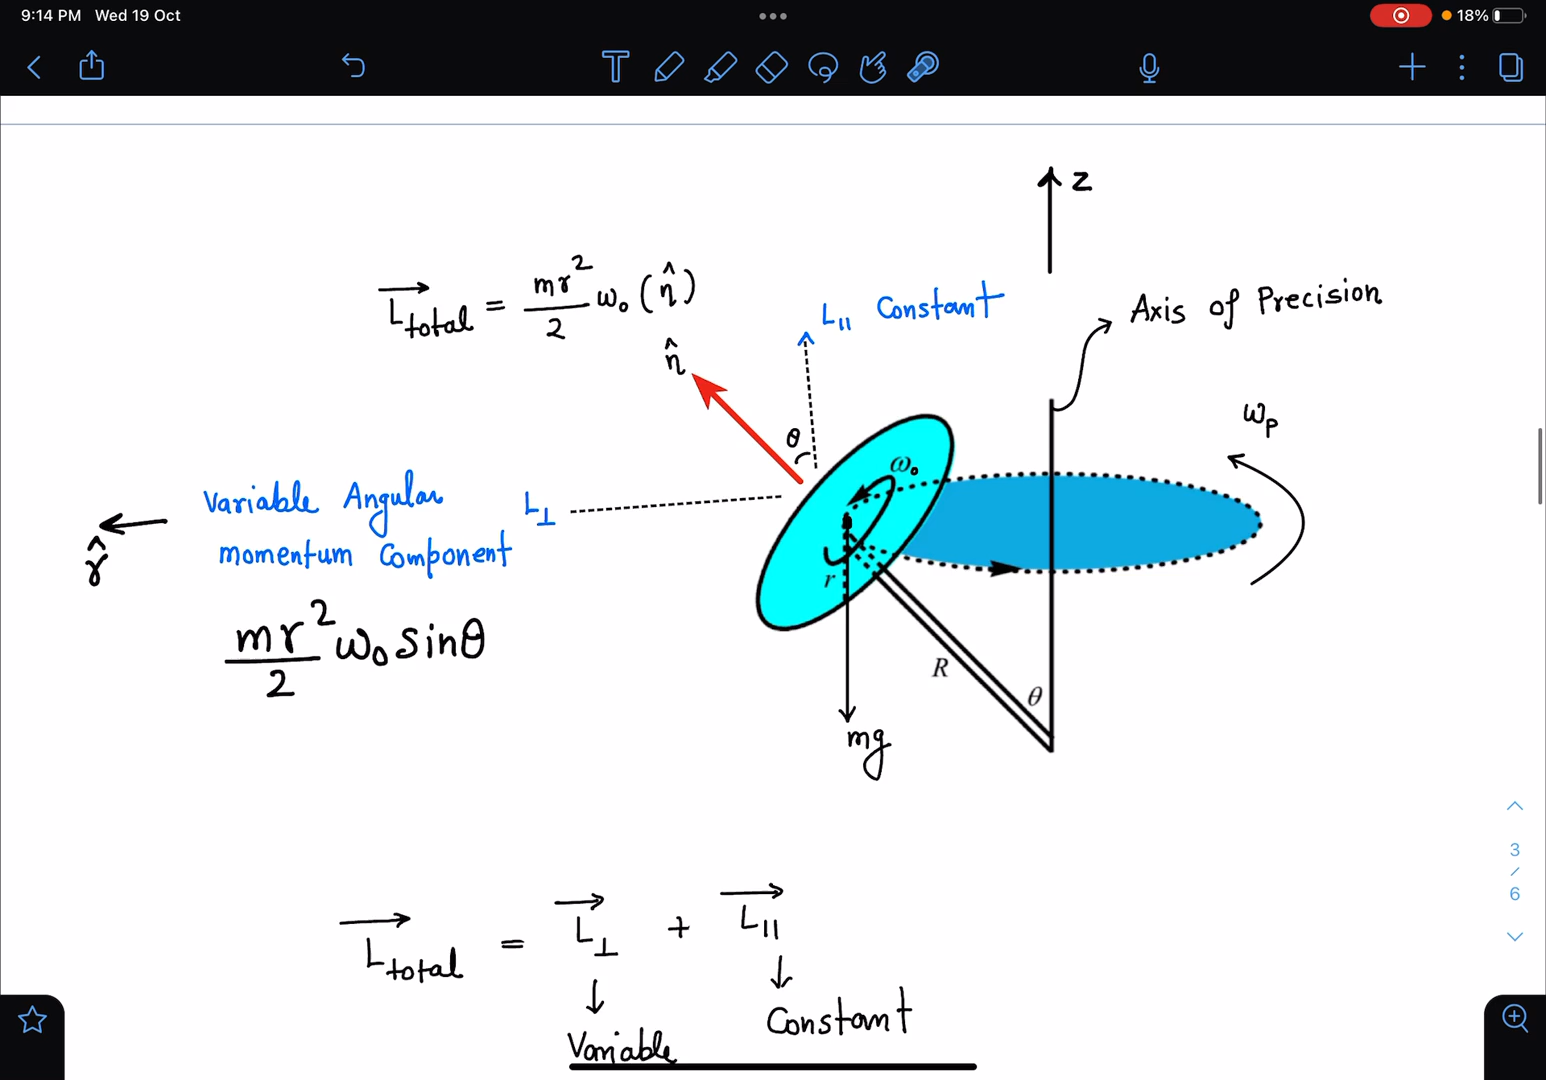 9:14 PM Wed 19 Oct
18%
z
L total = mr²/2 ω₀ (η̂)
L∥ Constant
Axis of Precision
η̂
θ
ωp
ω₀
Variable Angular
momentum Component
L⊥
r̂
r
mr²/2 ω₀ sinθ
R
θ
mg
L total = L⊥ + L∥
↓ ↓
Variable Constant
3
/
6